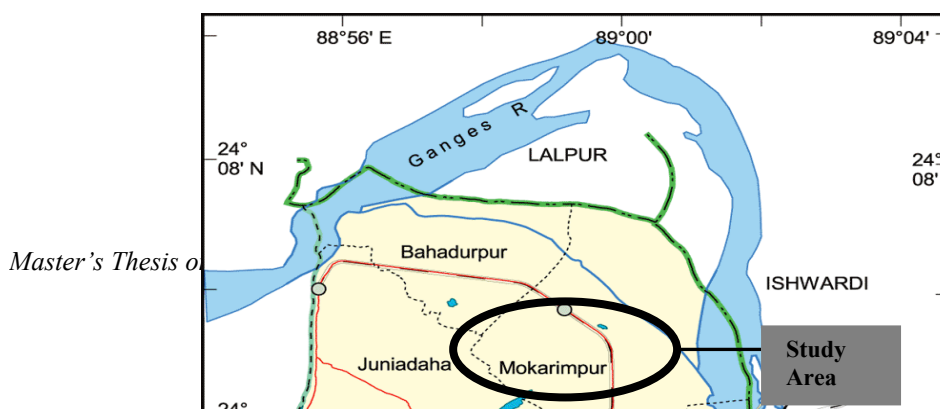 88°56' E
89°00'
89°04'
Ganges R
24°
08' N
LALPUR
24°
08'
Bahadurpur
Master's Thesis o
ISHWARDI
Juniadaha
Mokarimpur
Study
Area
24°